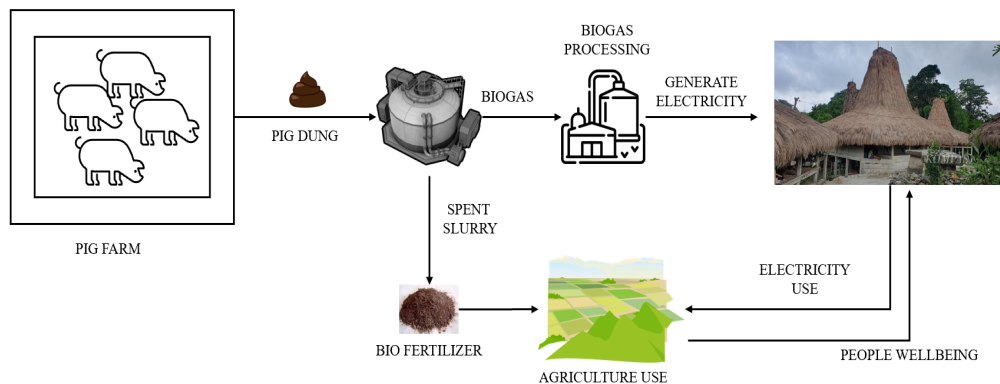 BIOGAS
PROCESSING
GENERATE
ELECTRICITY
BIOGAS
PIG DUNG
PIG FARM
SPENT
SLURRY
ELECTRICITY
USE
BIO FERTILIZER
PEOPLE WELLBEING
AGRICULTURE USE